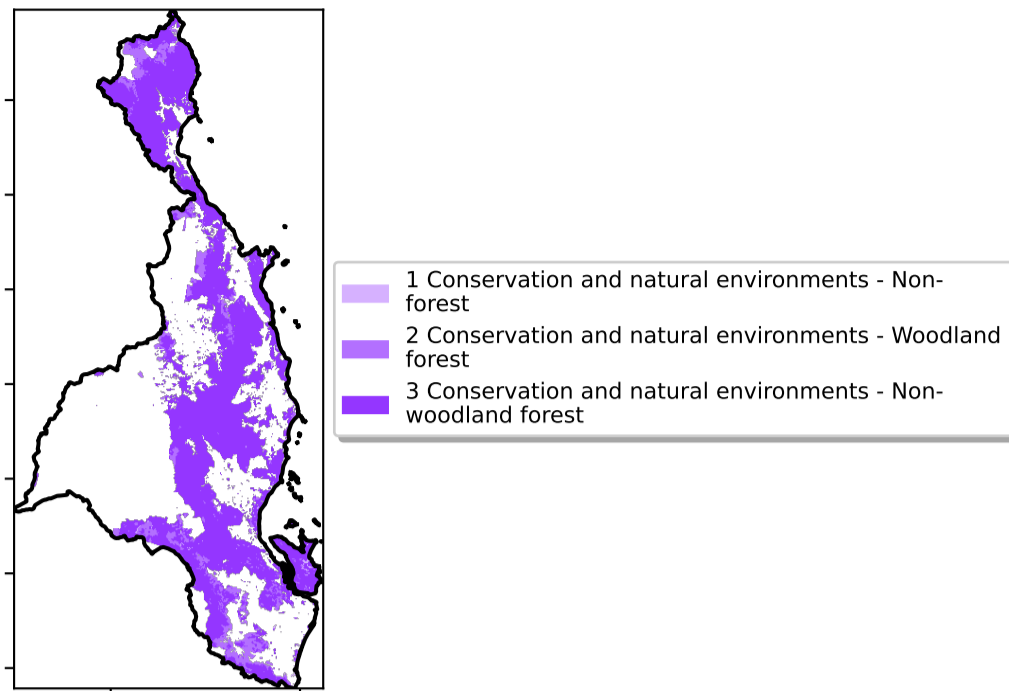 1 Conservation and natural environments - Non-
forest
2 Conservation and natural environments - Woodland
forest
3 Conservation and natural environments - Non-
woodland forest